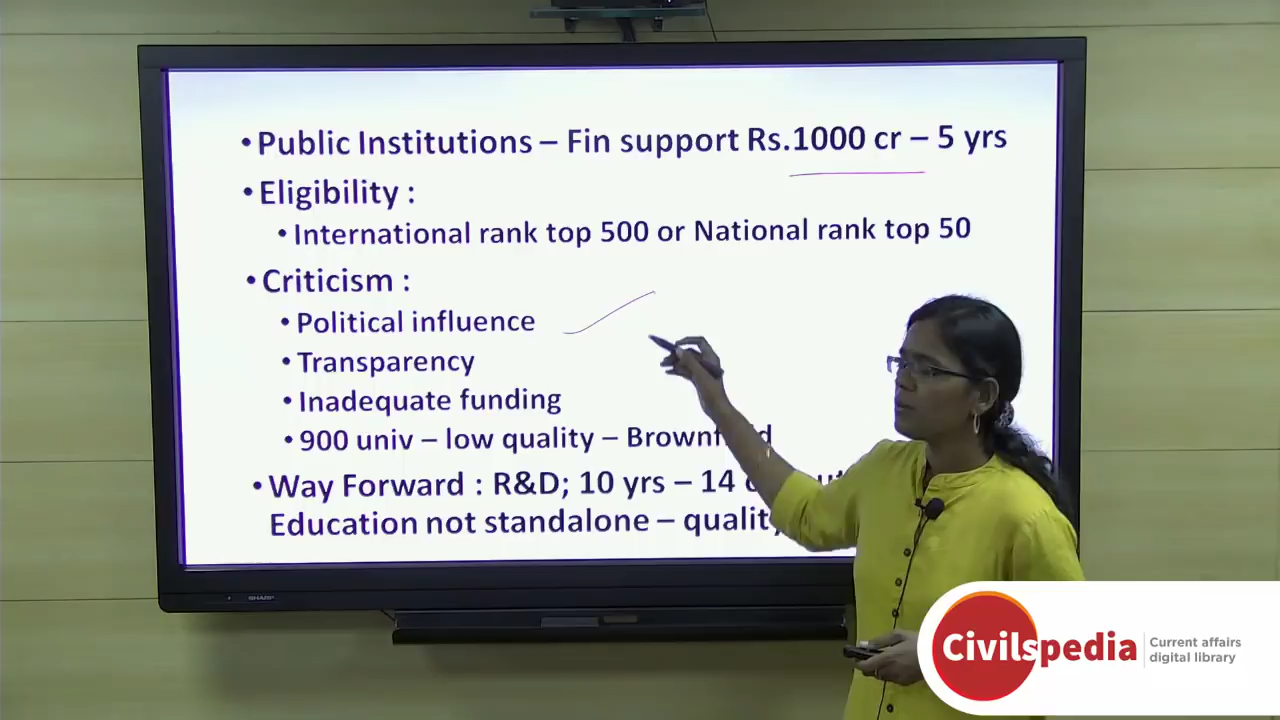 • Public Institutions – Fin support Rs.1000 cr – 5 yrs
• Eligibility :
• International rank top 500 or National rank top 50
• Criticism :
• Political influence
• Transparency
• Inadequate funding
• 900 univ – low quality –
• Way Forward : R&D; 10 yrs – 14
Education not standalone – quality
SHARP
Civilspedia
Current affairs
digital library